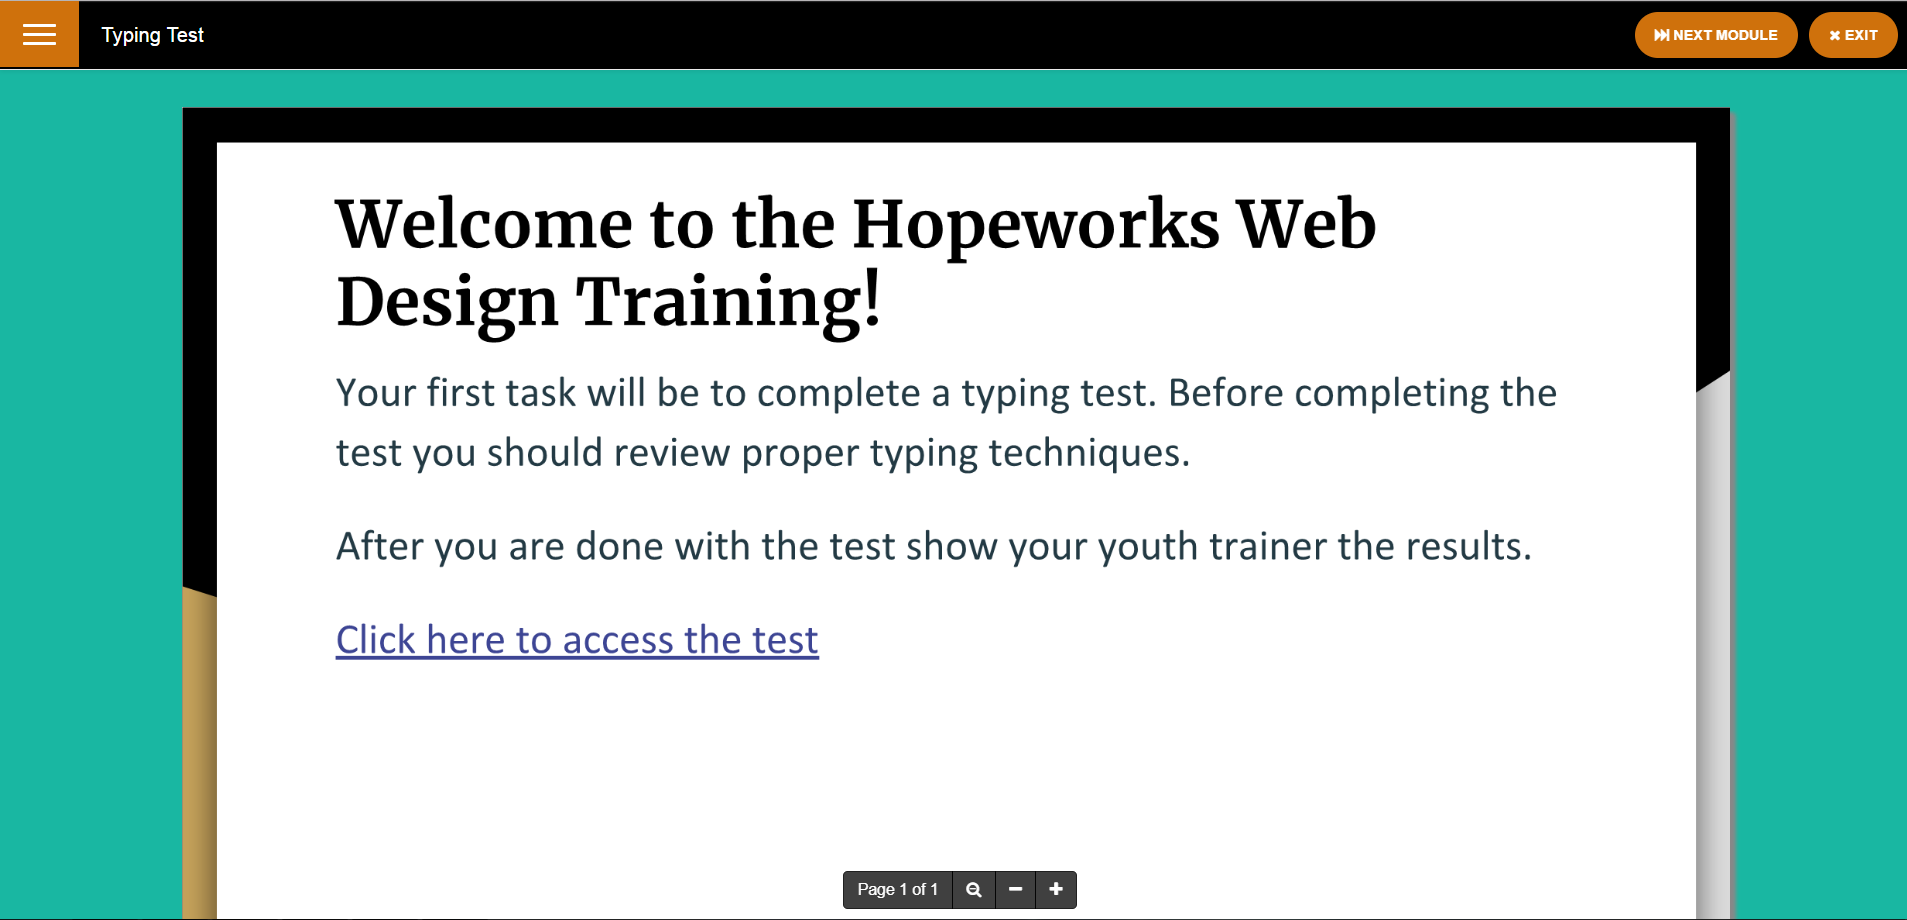 Typing Test
NEXT MODULE
EXIT
Welcome to the Hopeworks Web
Design Training!
Your first task will be to complete a typing test. Before completing the
test you should review proper typing techniques.
After you are done with the test show your youth trainer the results.
Click here to access the test
Page 1 of 1